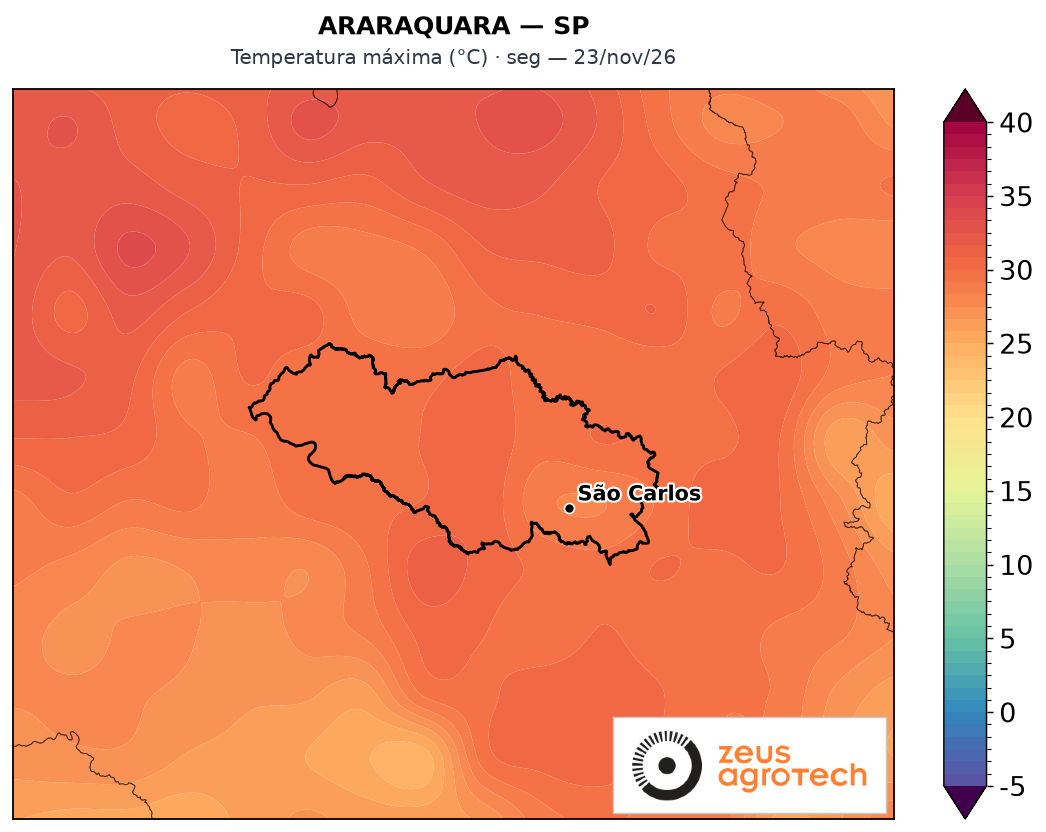 ARARAQUARA — SP
Temperatura máxima (°C) · seg — 23/nov/26
40
35
30
25
20
15
10
5
0
-5
São Carlos
zeus
agrotech